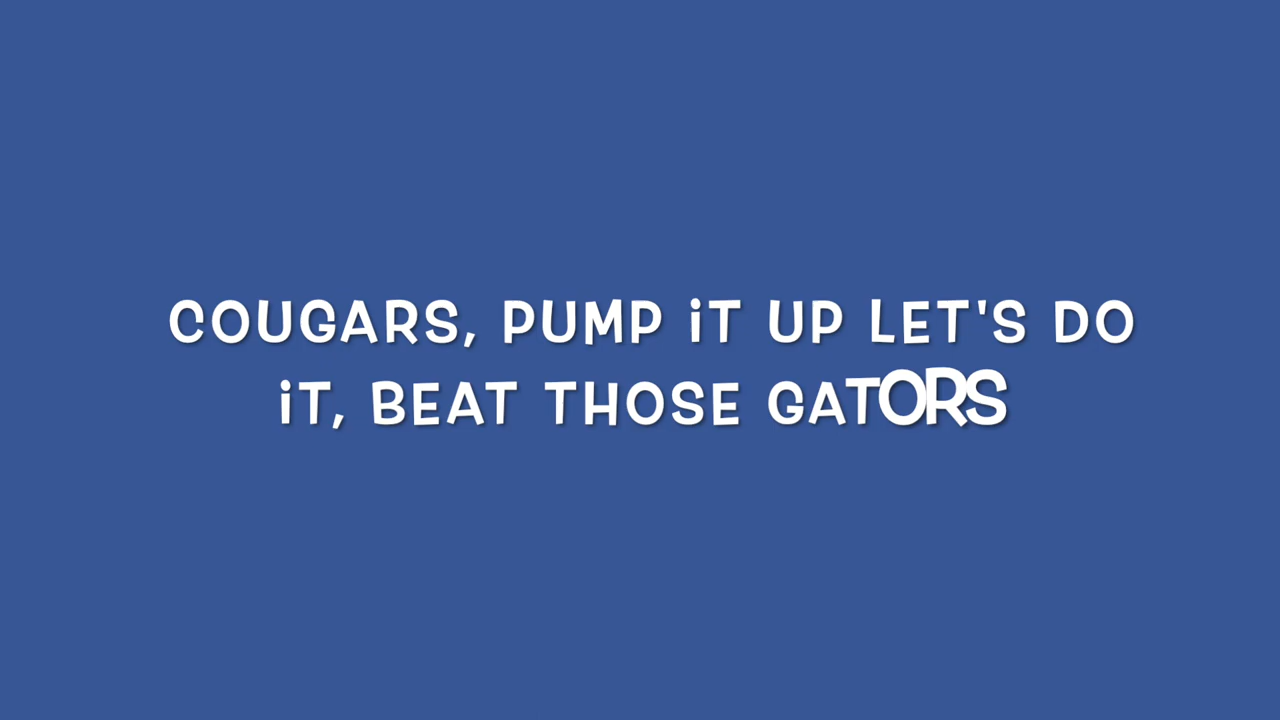 COUGARS, PUMP iT UP LET'S DO
iT, BEAT THOSE GATORS